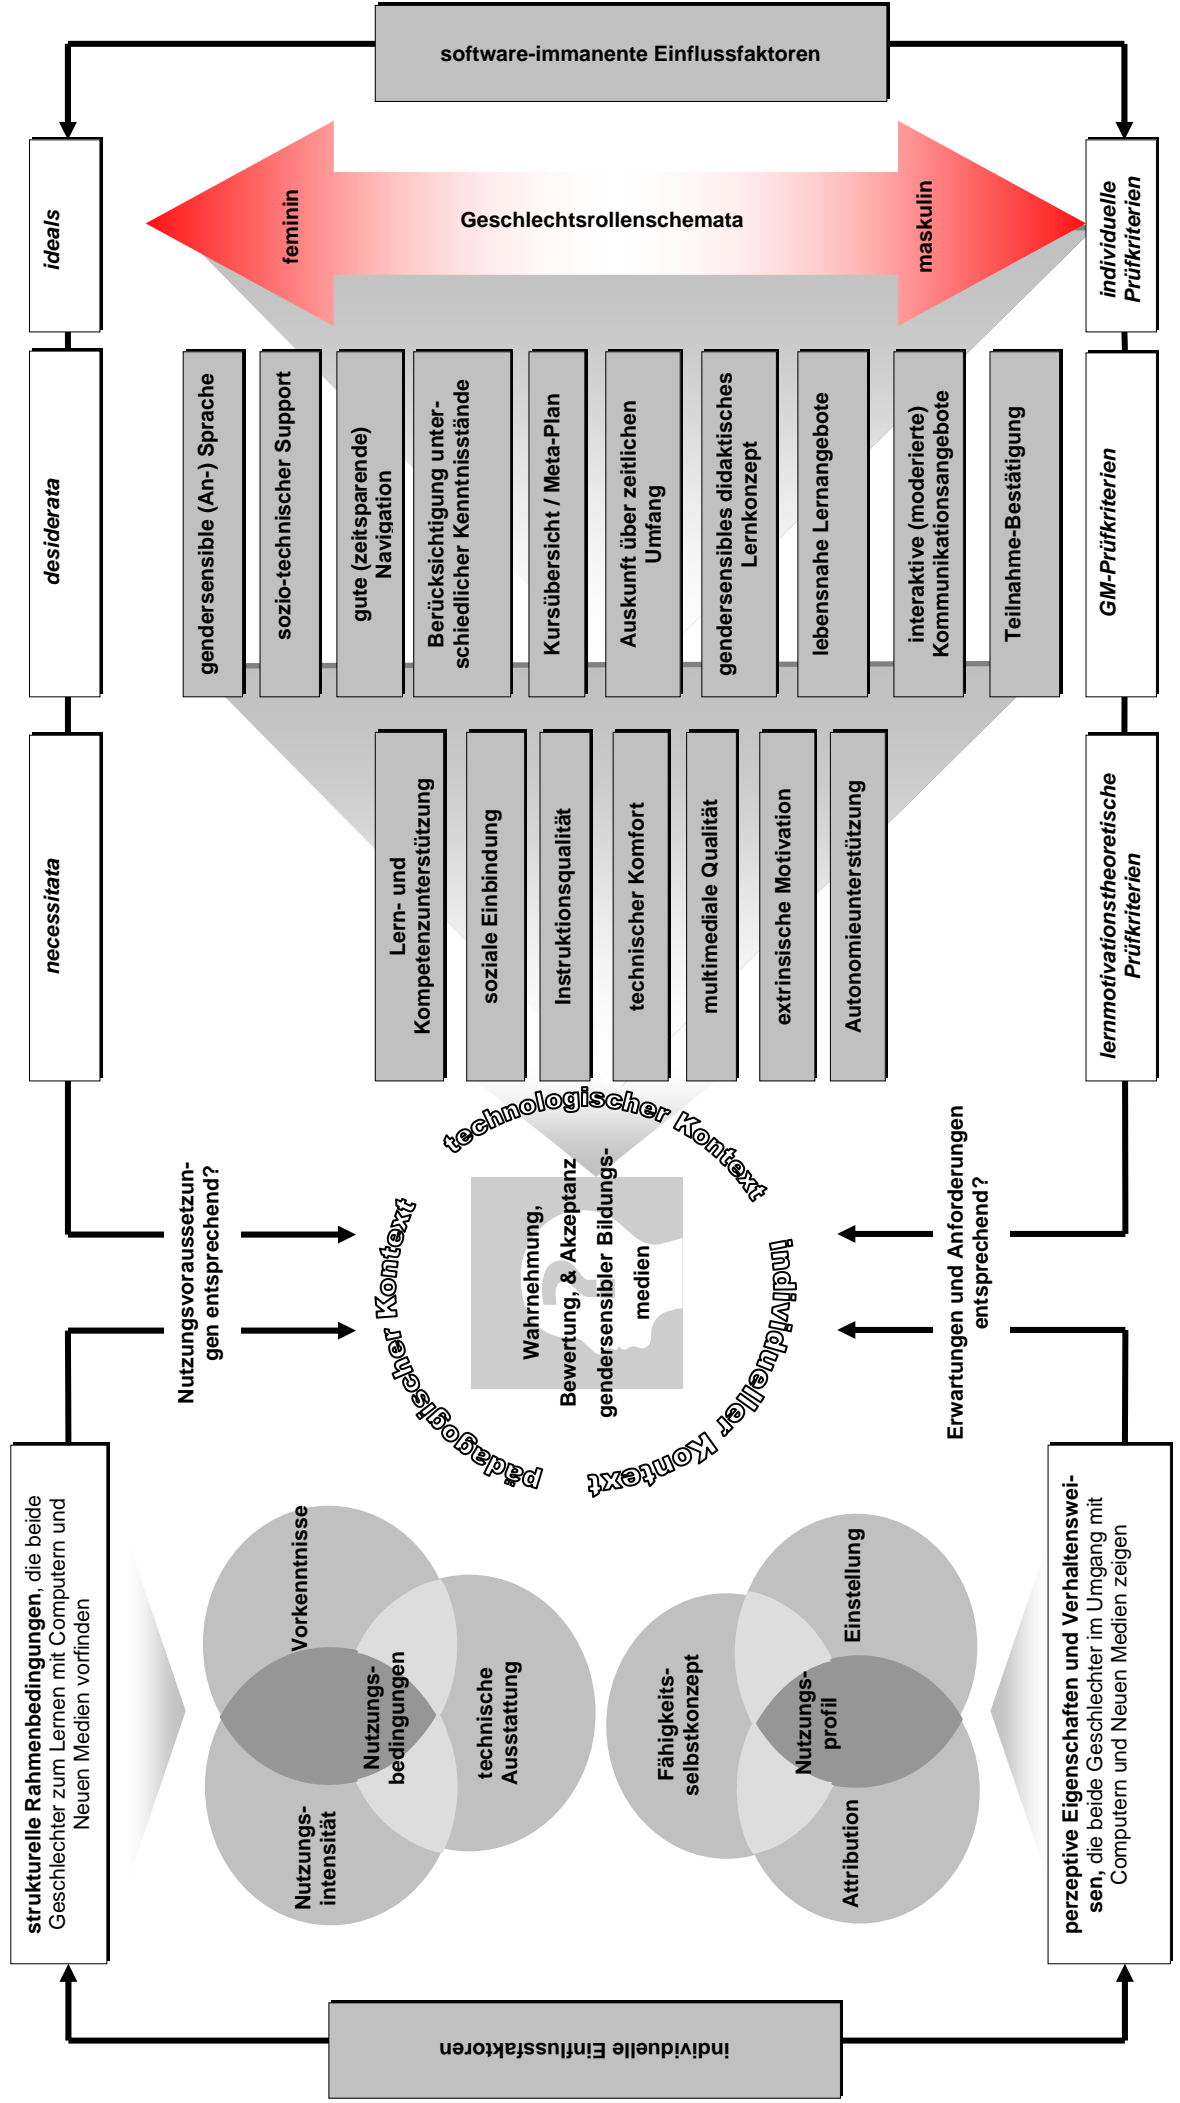 individuelle Einflussfaktoren
strukturelle Rahmenbedingungen, die beide
Geschlechter zum Lernen mit Computern und
Neuen Medien vorfinden
Nutzungs-
intensität
Vorkenntnisse
Nutzungs-
bedingungen
technische
Ausstattung
Fähigkeits-
selbstkonzept
Nutzungs-
profil
Attribution
Einstellung
perzeptive Eigenschaften und Verhaltenswei-
sen, die beide Geschlechter im Umgang mit
Computern und Neuen Medien zeigen
Nutzungsvoraussetzun-
gen entsprechend?
pädagogischer Kontext
technologischer Kontext
individueller Kontext
Wahrnehmung,
Bewertung, & Akzeptanz
gendersensibler Bildungs-
medien
Erwartungen und Anforderungen
entsprechend?
necessitata
desiderata
ideals
Lern- und
Kompetenzunterstützung
soziale Einbindung
Instruktionsqualität
technischer Komfort
multimediale Qualität
extrinsische Motivation
Autonomieunterstützung
gendersensible (An-) Sprache
sozio-technischer Support
gute (zeitsparende)
Navigation
Berücksichtigung unter-
schiedlicher Kenntnisstände
Kursübersicht / Meta-Plan
Auskunft über zeitlichen
Umfang
gendersensibles didaktisches
Lernkonzept
lebensnahe Lernangebote
interaktive (moderierte)
Kommunikationsangebote
Teilnahme-Bestätigung
feminin
Geschlechtsrollenschemata
maskulin
lernmotivationstheoretische
Prüfkriterien
GM-Prüfkriterien
individuelle
Prüfkriterien
software-immanente Einflussfaktoren